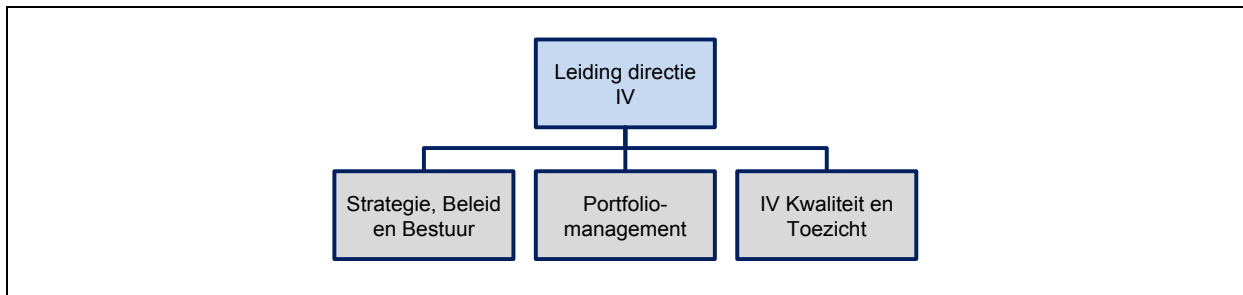 Leiding directie
IV
Strategie, Beleid
en Bestuur
Portfolio-
management
IV Kwaliteit en
Toezicht